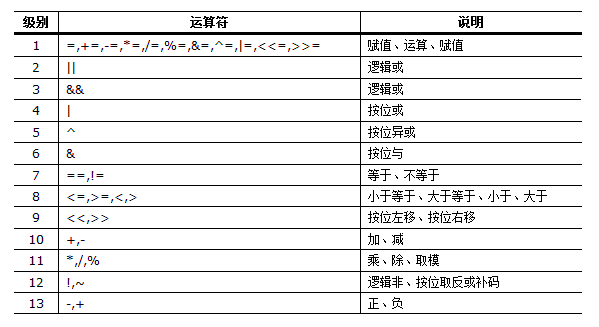 级别 运算符 说明
1 =,+=,-=,*=,/=,%=,&=,^=,|=,<<=,>>= 赋值、运算、赋值
2 || 逻辑或
3 && 逻辑或
4 | 按位或
5 ^ 按位异或
6 & 按位与
7 ==,!= 等于、不等于
8 <=,>=,<,> 小于等于、大于等于、小于、大于
9 <<,>> 按位左移、按位右移
10 +,- 加、减
11 *,/,% 乘、除、取模
12 !,~ 逻辑非、按位取反或补码
13 -,+ 正、负